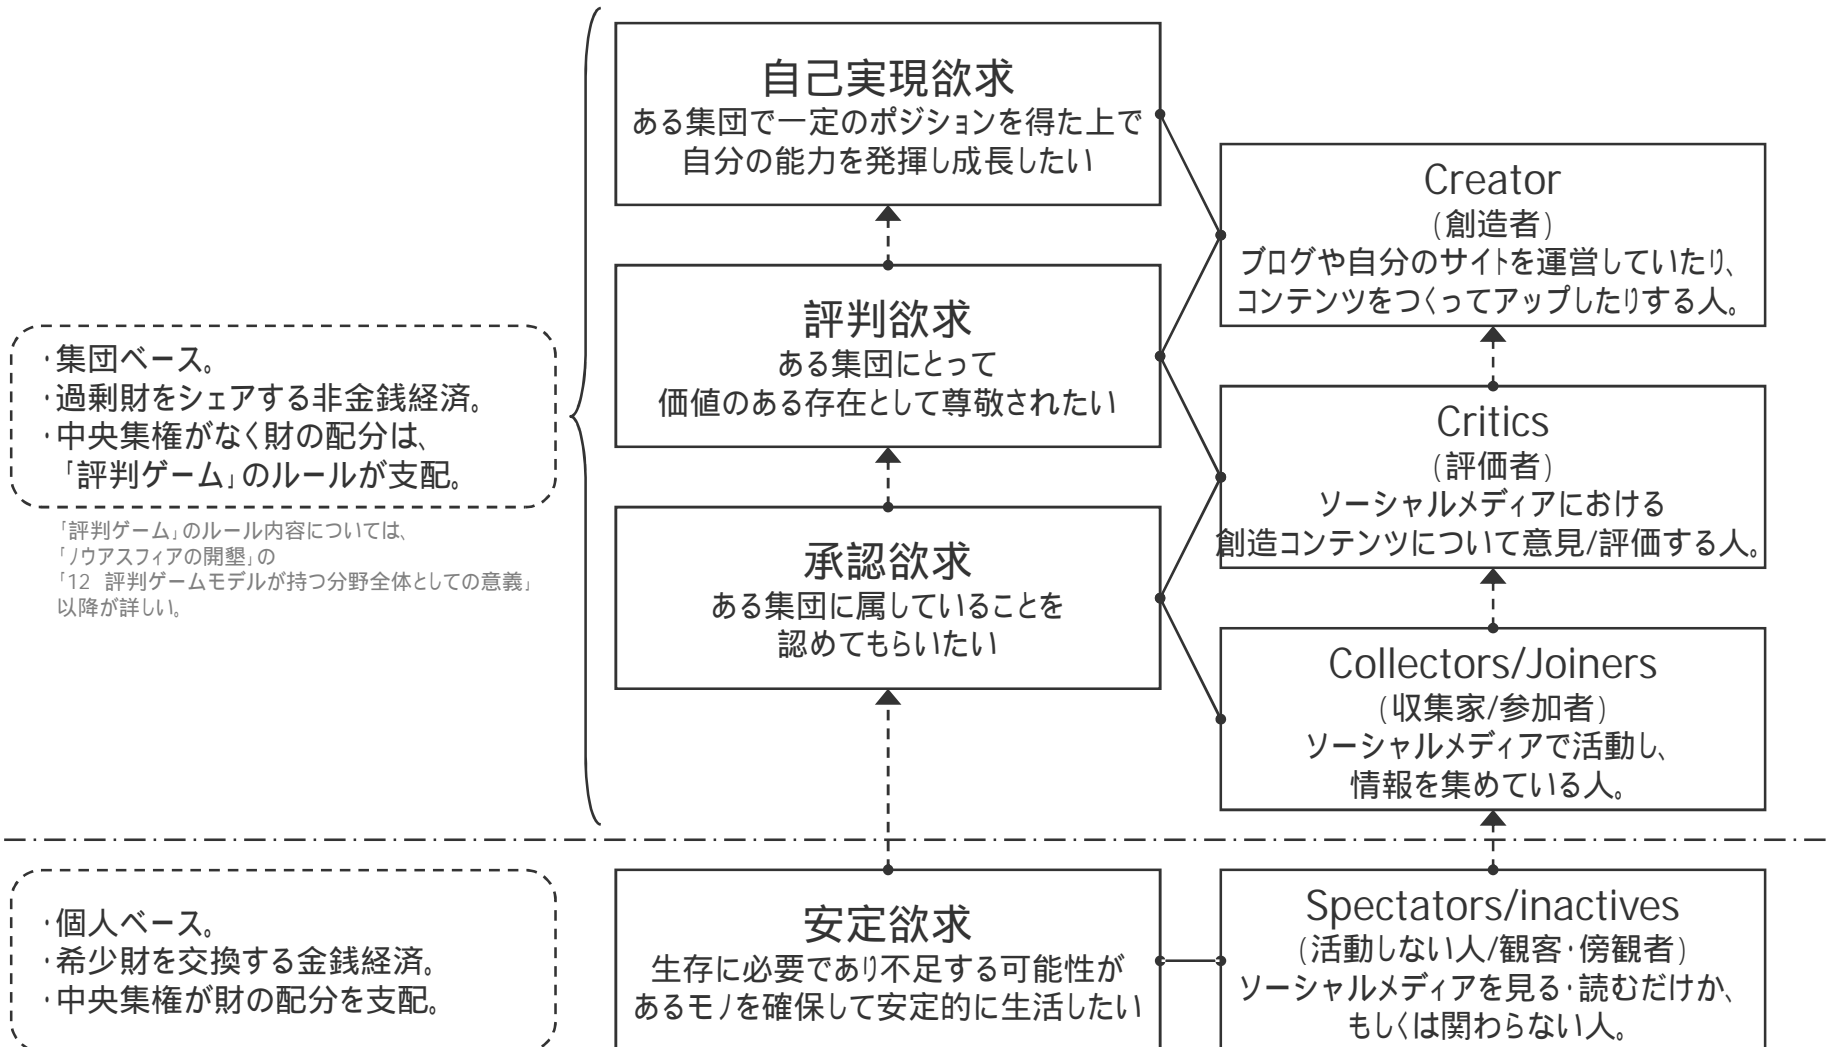 自己実現欲求
ある集団で一定のポジションを得た上で
自分の能力を発揮し成長したい
Creator
(創造者)
ブログや自分のサイトを運営していたり、
コンテンツをつくってアップしたりする人。
評判欲求
ある集団にとって
価値のある存在として尊敬されたい
・集団ベース。
・過剰財をシェアする非金銭経済。
・中央集権がなく財の配分は、
「評判ゲーム」のルールが支配。
「評判ゲーム」のルール内容については、
「ノウアスフィアの開墾」の
「12 評判ゲームモデルが持つ分野全体としての意義」
以降が詳しい。
Critics
(評価者)
ソーシャルメディアにおける
創造コンテンツについて意見/評価する人。
承認欲求
ある集団に属していることを
認めてもらいたい
Collectors/Joiners
(収集家/参加者)
ソーシャルメディアで活動し、
情報を集めている人。
・個人ベース。
・希少財を交換する金銭経済。
・中央集権が財の配分を支配。
安定欲求
生存に必要であり不足する可能性が
あるモノを確保して安定的に生活したい
Spectators/inactives
(活動しない人/観客・傍観者)
ソーシャルメディアを見る・読むだけか、
もしくは関わらない人。